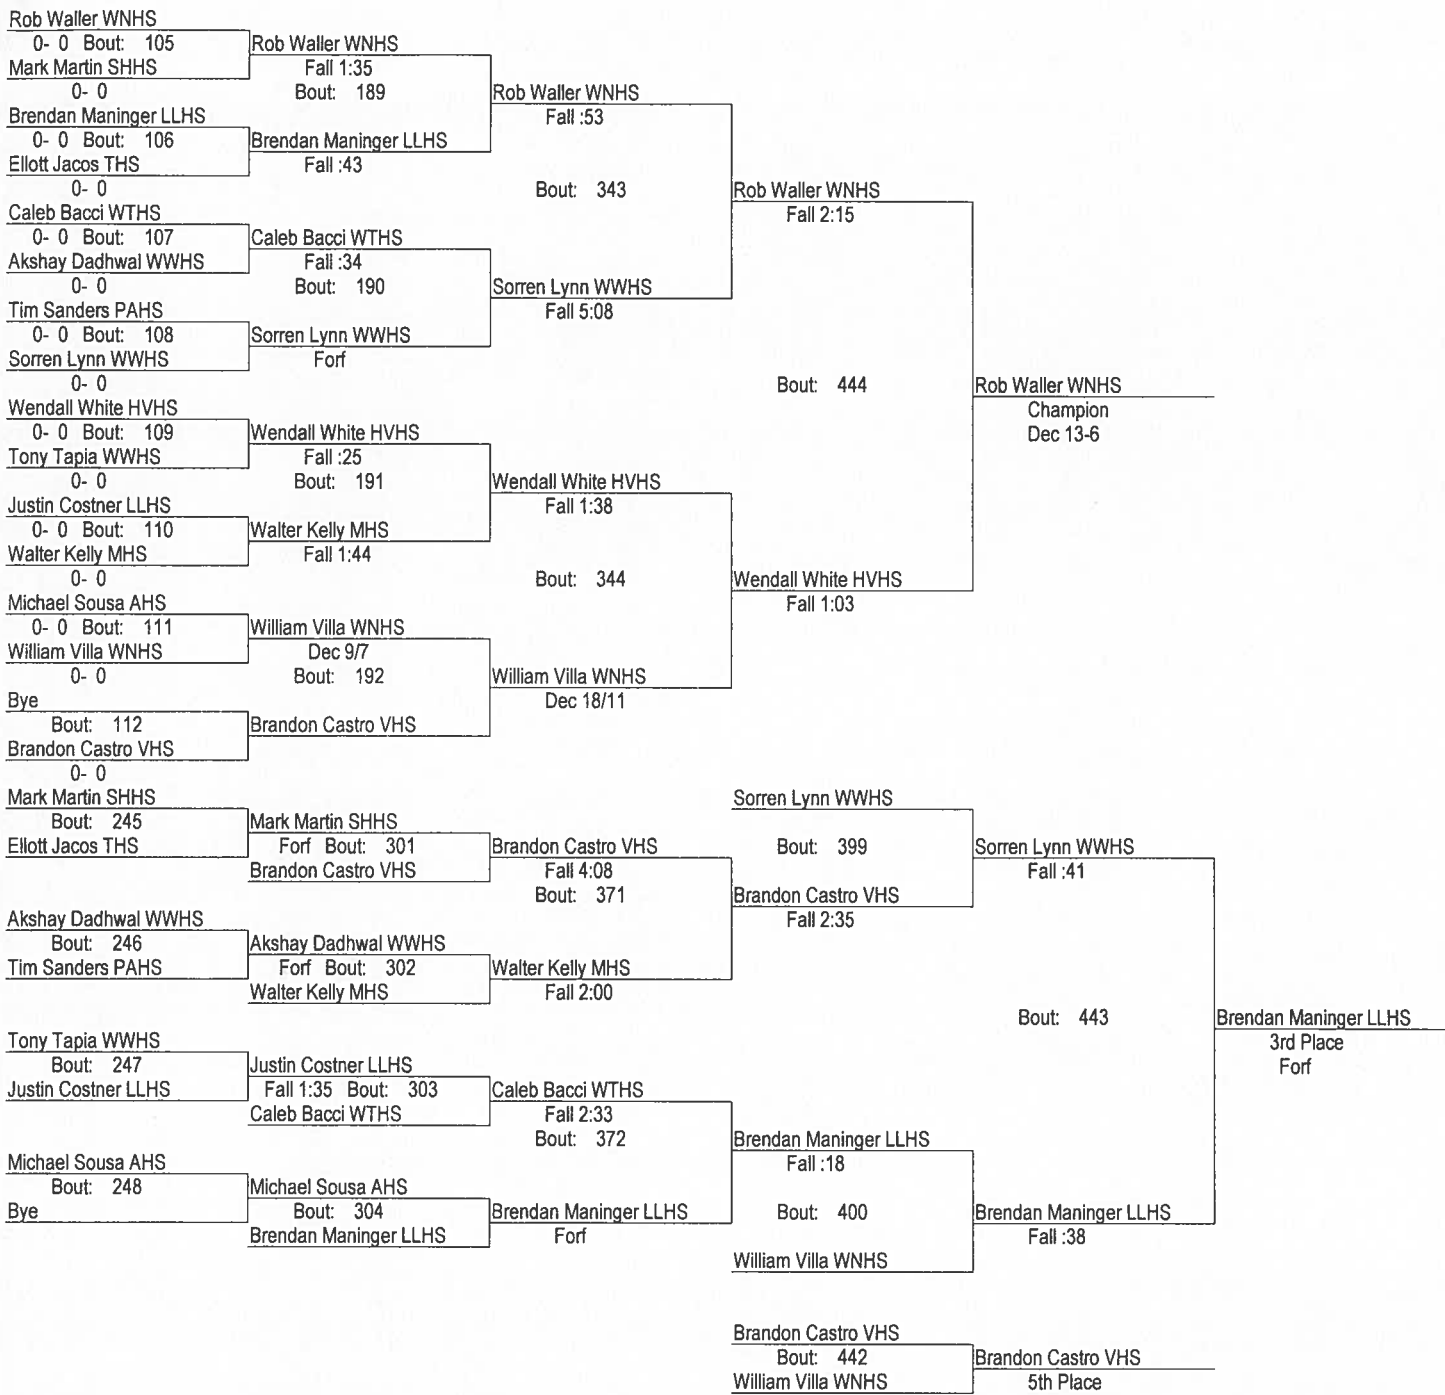 Rob Waller WNHS
0- 0 Bout: 105
Mark Martin SHHS
0- 0
Brendan Maninger LLHS
0- 0 Bout: 106
Ellott Jacos THS
0- 0
Caleb Bacci WTHS
0- 0 Bout: 107
Akshay Dadhwal WWHS
0- 0
Tim Sanders PAHS
0- 0 Bout: 108
Sorren Lynn WWHS
0- 0
Wendall White HVHS
0- 0 Bout: 109
Tony Tapia WWHS
0- 0
Justin Costner LLHS
0- 0 Bout: 110
Walter Kelly MHS
0- 0
Michael Sousa AHS
0- 0 Bout: 111
William Villa WNHS
0- 0
Bye
Bout: 112
Brandon Castro VHS
0- 0
Rob Waller WNHS
Fall 1:35
Bout: 189
Brendan Maninger LLHS
Fall :43
Caleb Bacci WTHS
Fall :34
Bout: 190
Sorren Lynn WWHS
Forf
Wendall White HVHS
Fall :25
Bout: 191
Walter Kelly MHS
Fall 1:44
William Villa WNHS
Dec 9/7
Bout: 192
Brandon Castro VHS
Rob Waller WNHS
Fall :53
Bout: 343
Sorren Lynn WWHS
Fall 5:08
Wendall White HVHS
Fall 1:38
Bout: 344
William Villa WNHS
Dec 18/11
Rob Waller WNHS
Fall 2:15
Bout: 444
Wendall White HVHS
Fall 1:03
Rob Waller WNHS
Champion
Dec 13-6
Mark Martin SHHS
Bout: 245
Ellott Jacos THS
Akshay Dadhwal WWHS
Bout: 246
Tim Sanders PAHS
Tony Tapia WWHS
Bout: 247
Justin Costner LLHS
Michael Sousa AHS
Bout: 248
Bye
Mark Martin SHHS
Forf Bout: 301
Brandon Castro VHS
Akshay Dadhwal WWHS
Forf Bout: 302
Walter Kelly MHS
Justin Costner LLHS
Fall 1:35 Bout: 303
Caleb Bacci WTHS
Michael Sousa AHS
Bout: 304
Brendan Maninger LLHS
Brandon Castro VHS
Fall 4:08
Bout: 371
Walter Kelly MHS
Fall 2:00
Caleb Bacci WTHS
Fall 2:33
Bout: 372
Brendan Maninger LLHS
Forf
Sorren Lynn WWHS
Bout: 399
Brandon Castro VHS
Fall 2:35
Brendan Maninger LLHS
Fall :18
Bout: 400
William Villa WNHS
Sorren Lynn WWHS
Fall :41
Bout: 443
Brendan Maninger LLHS
Fall :38
Brendan Maninger LLHS
3rd Place
Forf
Brandon Castro VHS
Bout: 442
William Villa WNHS
Brandon Castro VHS
5th Place